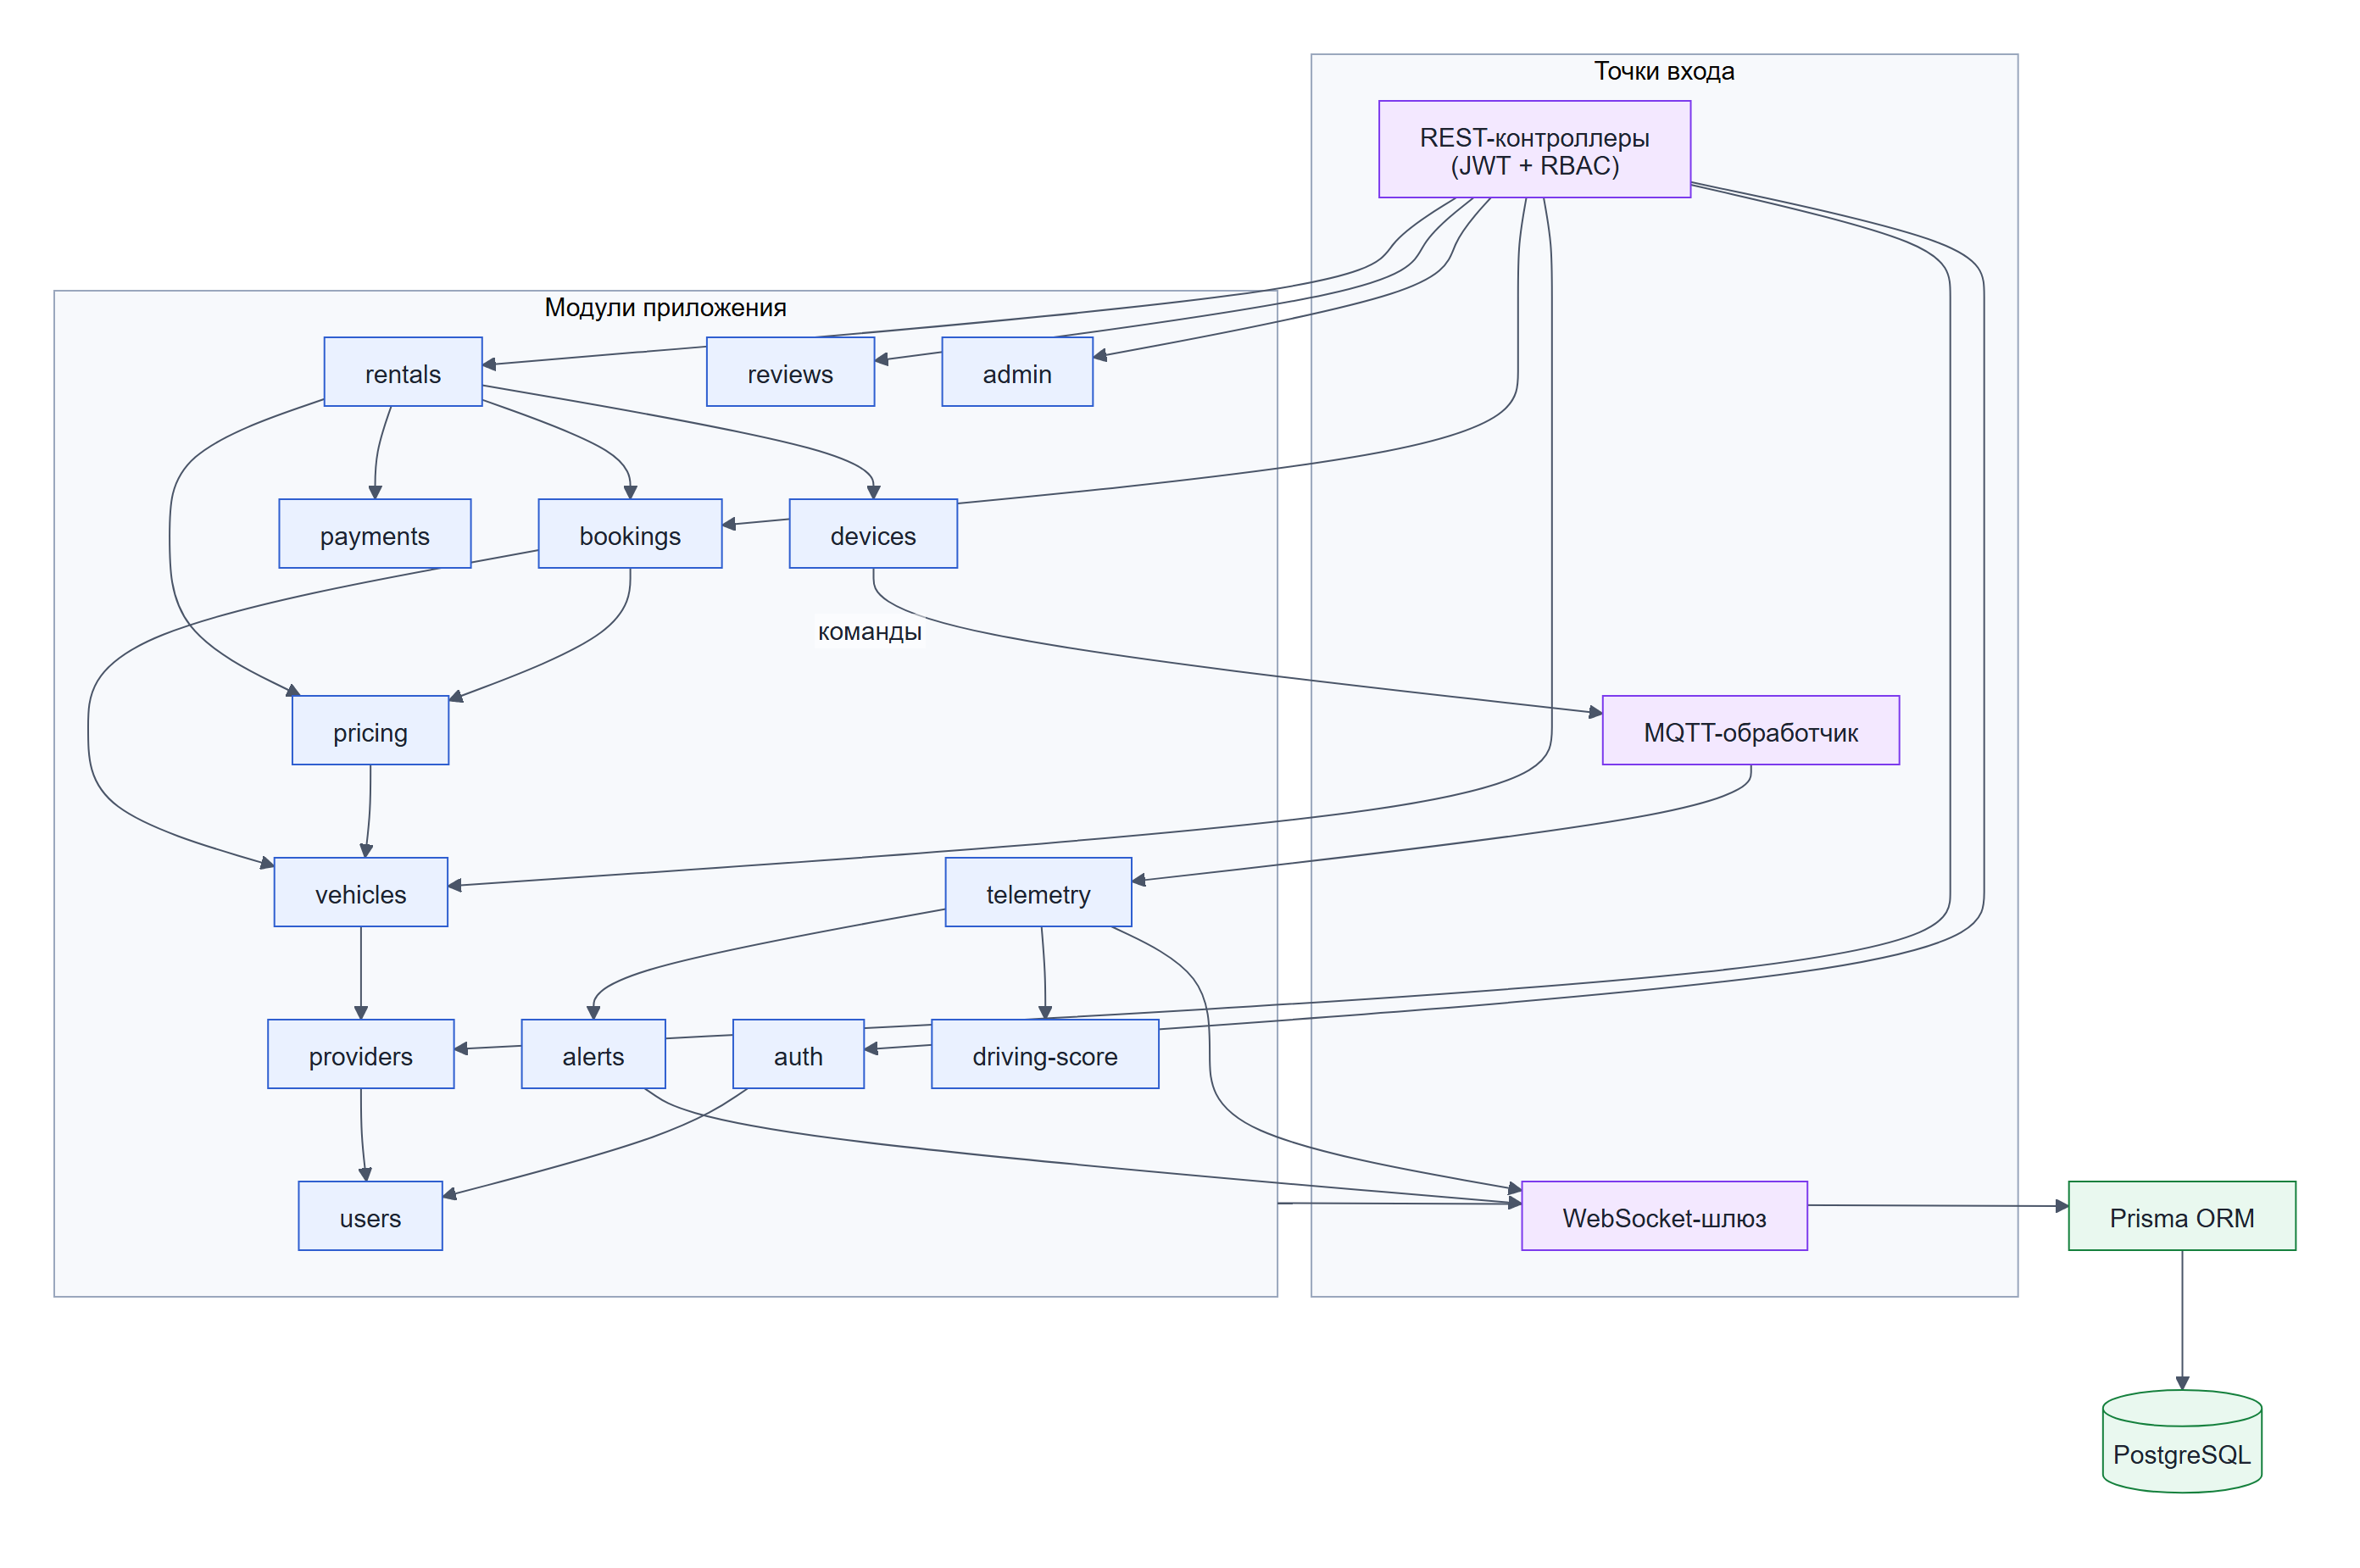 Точки входа
REST-контроллеры
(JWT + RBAC)
Модули приложения
rentals
reviews
admin
payments
bookings
devices
команды
pricing
MQTT-обработчик
vehicles
telemetry
providers
alerts
auth
driving-score
users
WebSocket-шлюз
Prisma ORM
PostgreSQL